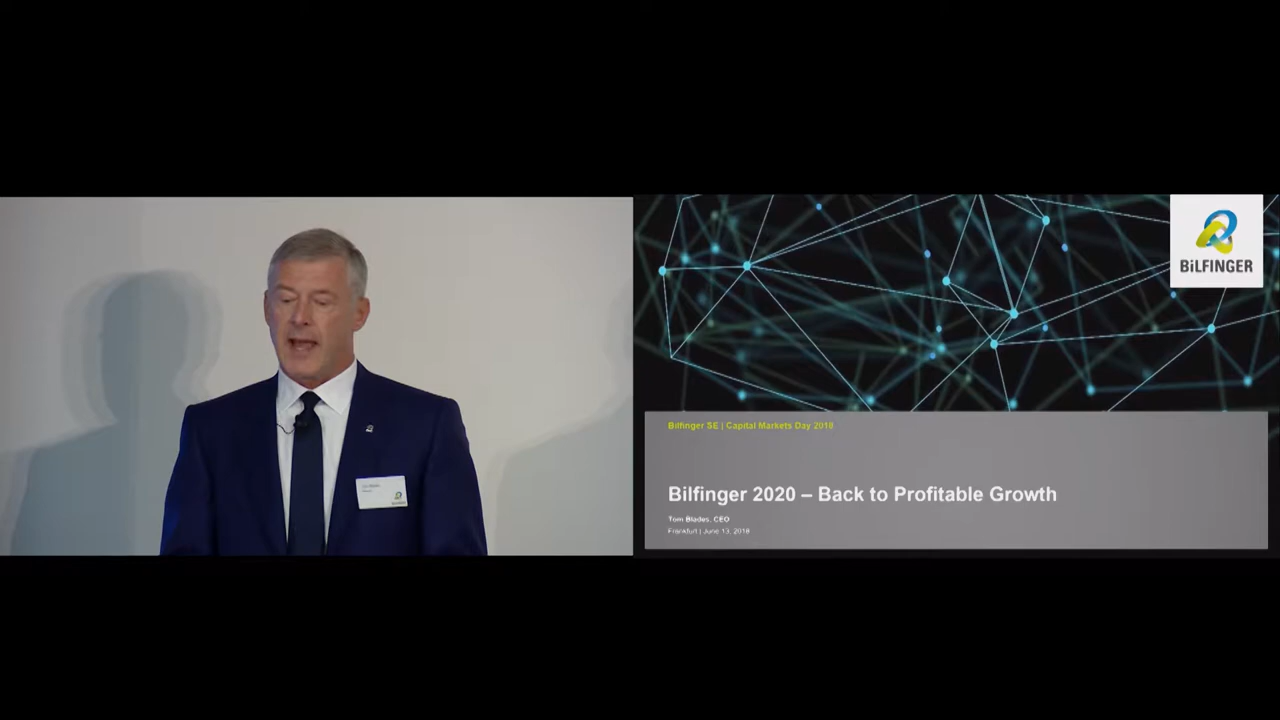 BiLFINGER
Bilfinger SE | Capital Markets Day 2018
Bilfinger 2020 – Back to Profitable Growth
Tom Blades, CEO
Frankfurt | June 13, 2018